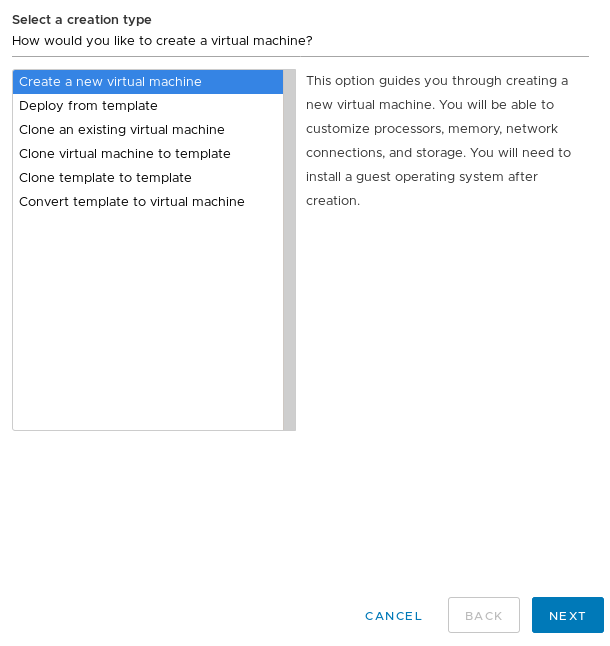 Select a creation type
How would you like to create a virtual machine?
Create a new virtual machine
Deploy from template
Clone an existing virtual machine
Clone virtual machine to template
Clone template to template
Convert template to virtual machine
This option guides you through creating a
new virtual machine. You will be able to
customize processors, memory, network
connections, and storage. You will need to
install a guest operating system after
creation.
CANCEL
BACK
NEXT